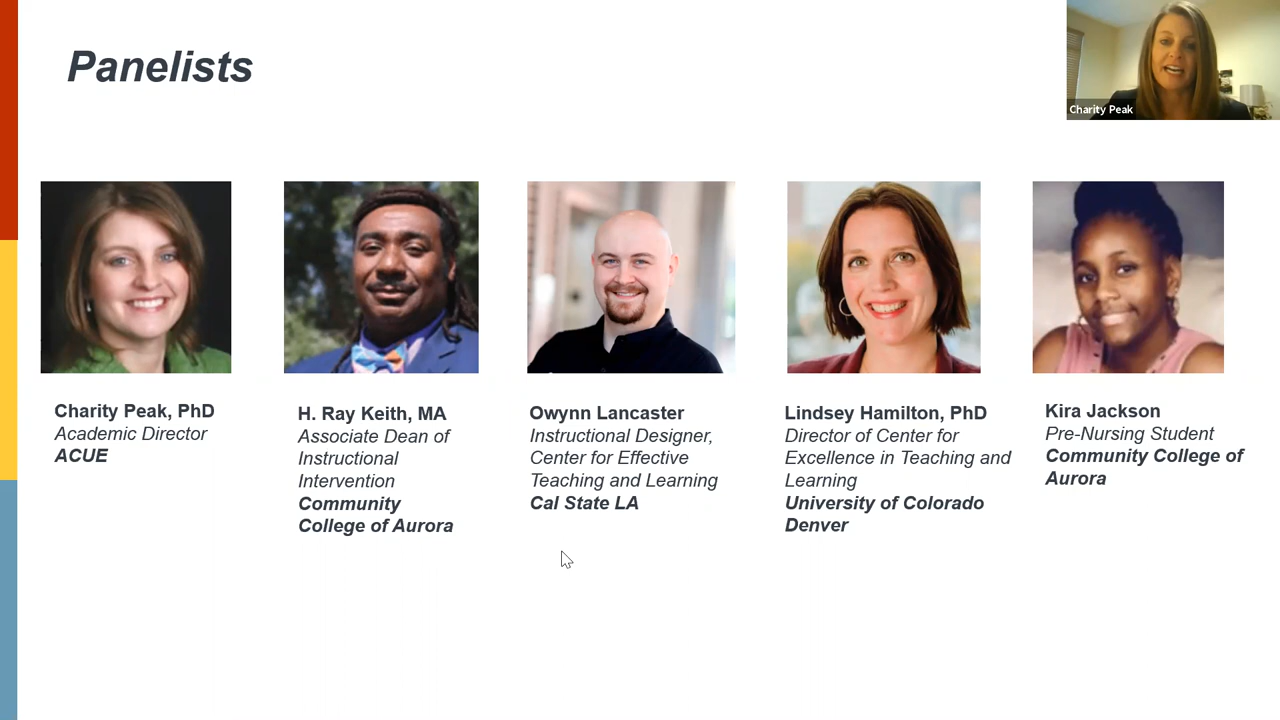 Panelists
Charity Peak
Charity Peak, PhD
Academic Director
ACUE
H. Ray Keith, MA
Associate Dean of
Instructional
Intervention
Community
College of Aurora
Owynn Lancaster
Instructional Designer,
Center for Effective
Teaching and Learning
Cal State LA
Lindsey Hamilton, PhD
Director of Center for
Excellence in Teaching and
Learning
University of Colorado
Denver
Kira Jackson
Pre-Nursing Student
Community College of
Aurora